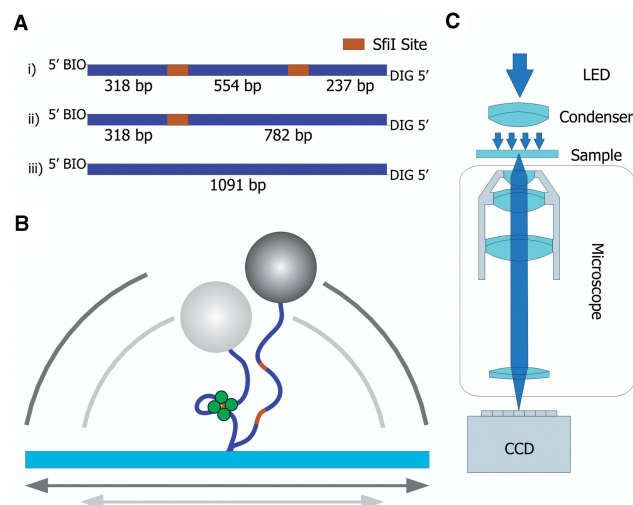 A
SfiI Site
i) 5’ BIO DIG 5’
318 bp 554 bp 237 bp
ii) 5’ BIO DIG 5’
318 bp 782 bp
iii) 5’ BIO DIG 5’
1091 bp
B
C
LED
Condenser
Sample
Microscope
CCD